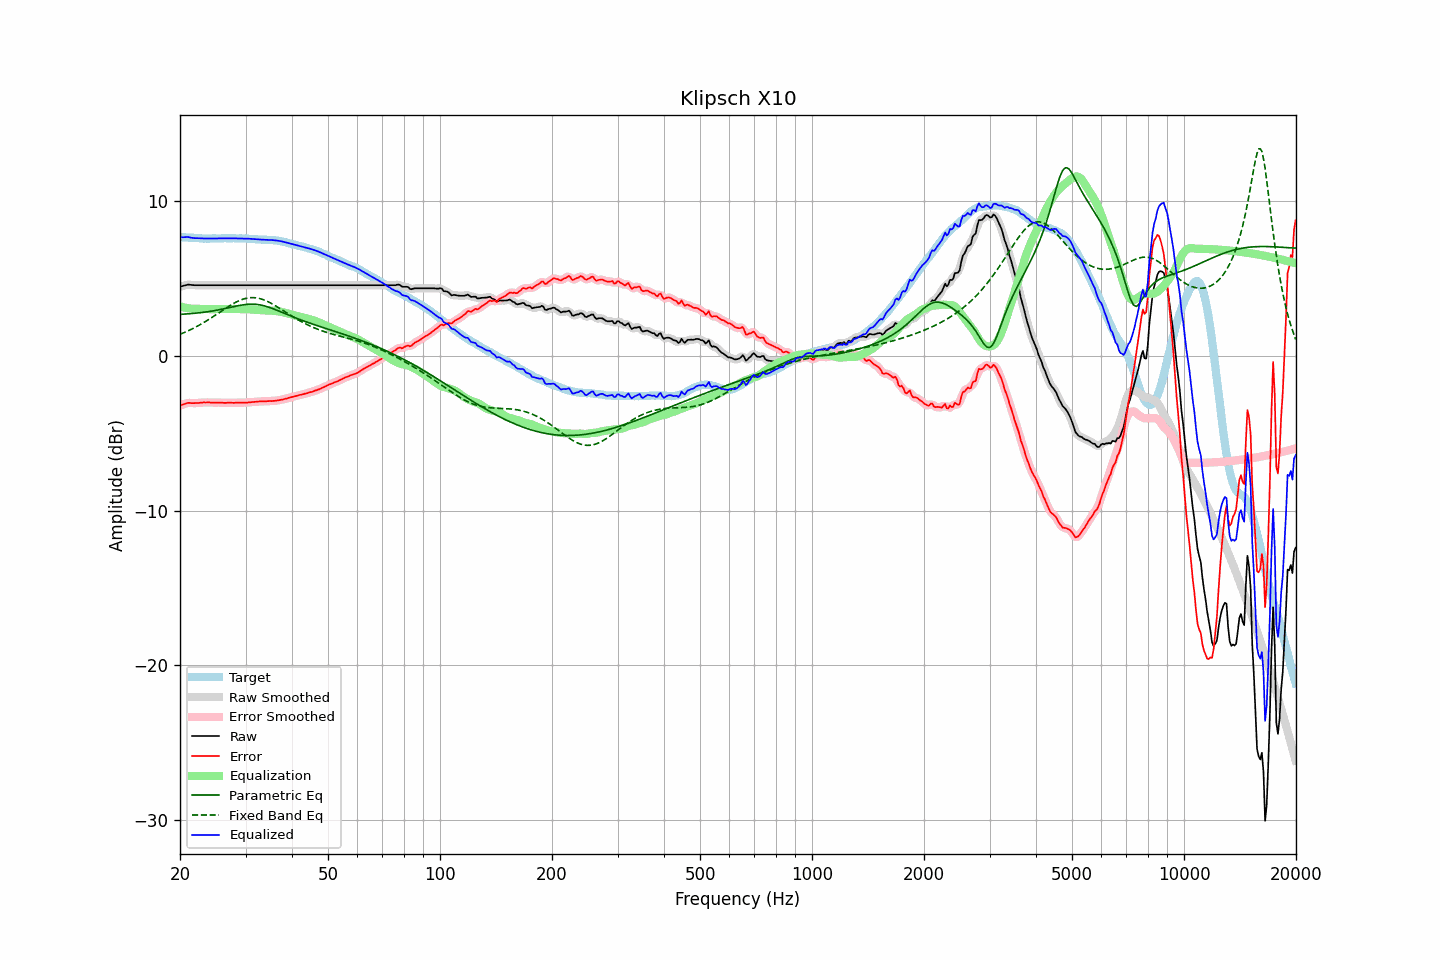 Klipsch X10
Amplitude (dBr)
10
0
−10
−20
−30
Target
Raw Smoothed
Error Smoothed
Raw
Error
Equalization
Parametric Eq
Fixed Band Eq
Equalized
20 50 100 200 500 1000 2000 5000 10000 20000
Frequency (Hz)